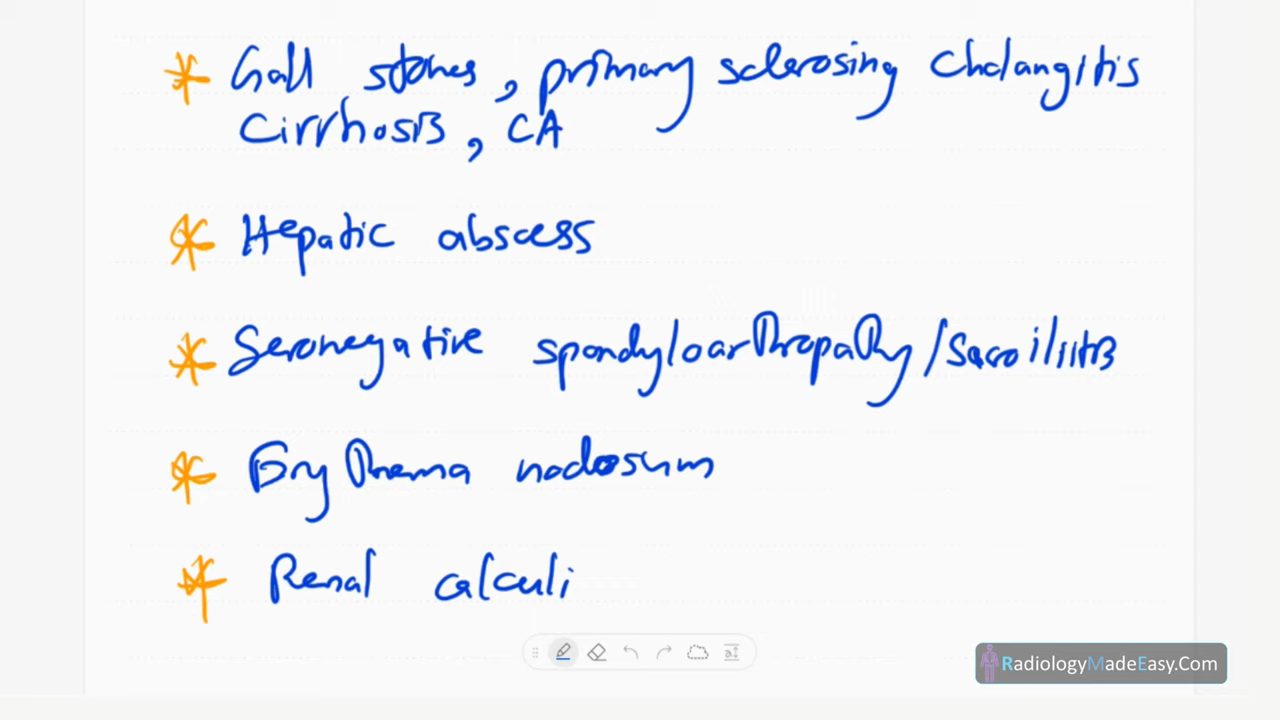 * Gall stones, primary sclerosing cholangitis
Cirrhosis, CA
* Hepatic abscess
* Seronegative spondyloarthropathy/sacroiliitis
* Erythema nodosum
* Renal calculi
RadiologyMadeEasy.Com